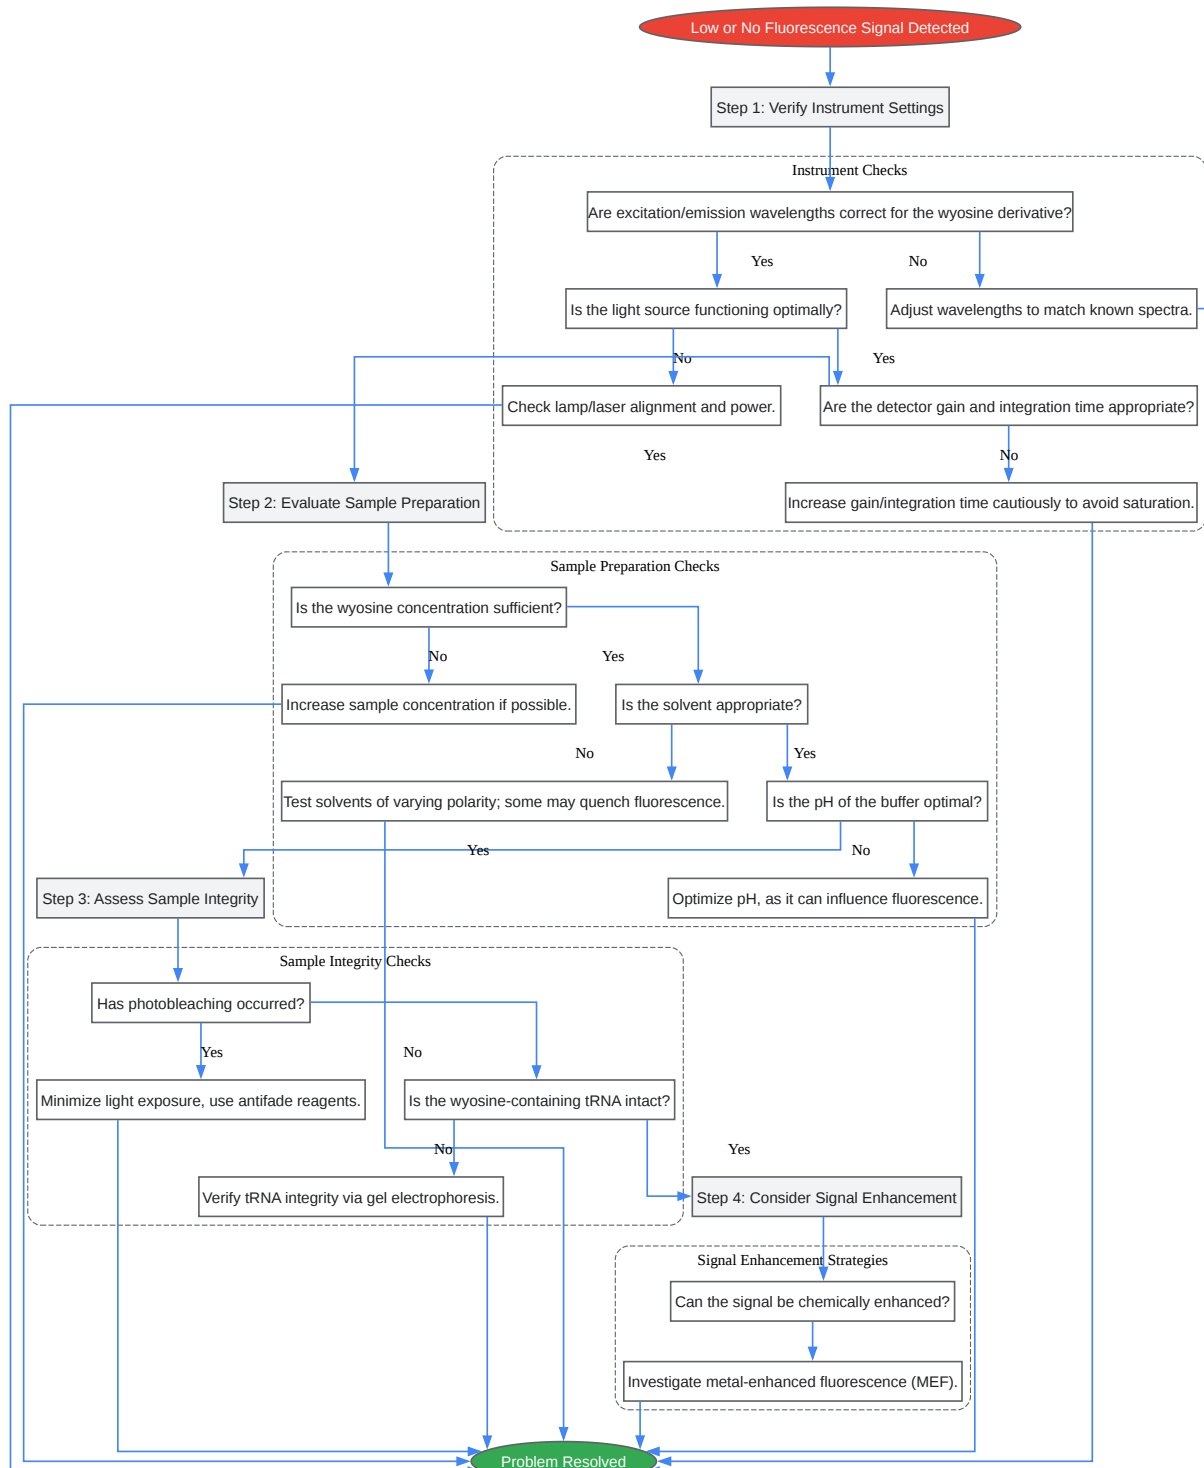 Low or No Fluorescence Signal Detected
Step 1: Verify Instrument Settings
Instrument Checks
Are excitation/emission wavelengths correct for the wyosine derivative?
Yes
No
Is the light source functioning optimally?
Adjust wavelengths to match known spectra.
No
Yes
Check lamp/laser alignment and power.
Are the detector gain and integration time appropriate?
Yes
No
Step 2: Evaluate Sample Preparation
Increase gain/integration time cautiously to avoid saturation.
Sample Preparation Checks
Is the wyosine concentration sufficient?
No
Yes
Increase sample concentration if possible.
Is the solvent appropriate?
No
Yes
Test solvents of varying polarity; some may quench fluorescence.
Is the pH of the buffer optimal?
Yes
No
Step 3: Assess Sample Integrity
Optimize pH, as it can influence fluorescence.
Sample Integrity Checks
Has photobleaching occurred?
Yes
No
Minimize light exposure, use antifade reagents.
Is the wyosine-containing tRNA intact?
No
Yes
Verify tRNA integrity via gel electrophoresis.
Step 4: Consider Signal Enhancement
Signal Enhancement Strategies
Can the signal be chemically enhanced?
Investigate metal-enhanced fluorescence (MEF).
Problem Resolved